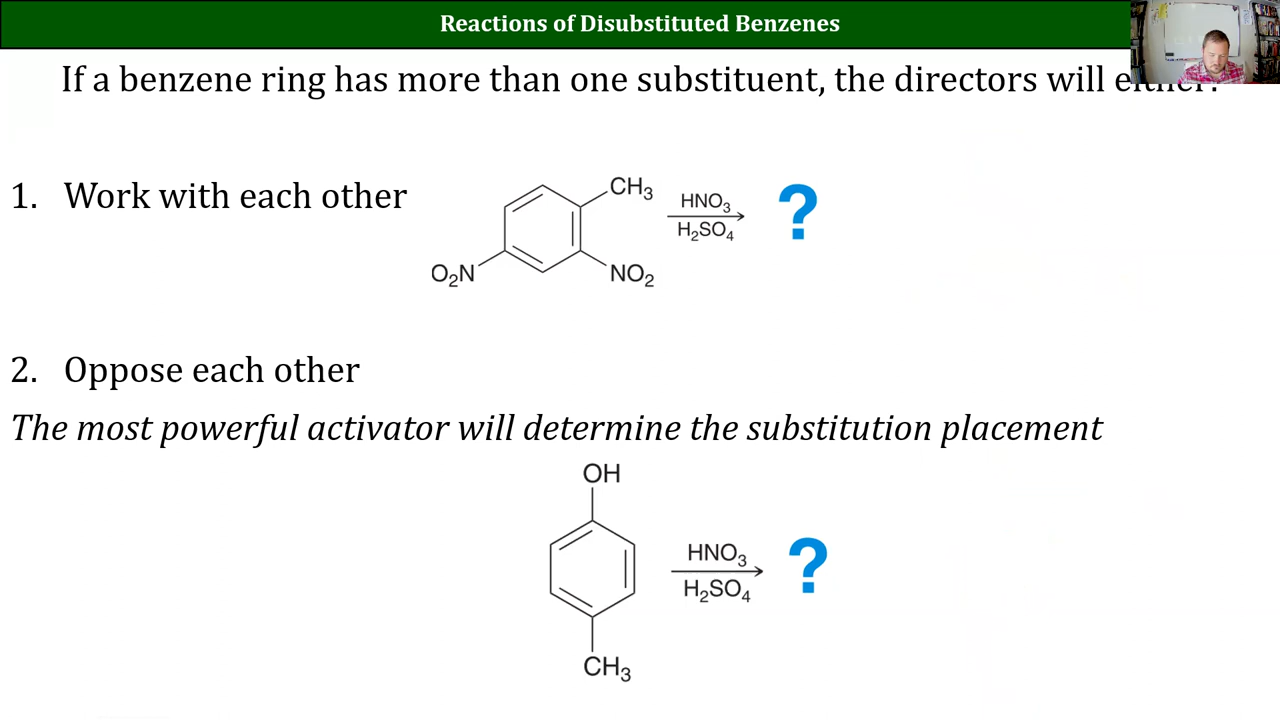 Reactions of Disubstituted Benzenes
If a benzene ring has more than one substituent, the directors will either:
1. Work with each other
CH₃
HNO₃
H₂SO₄
?
O₂N
NO₂
2. Oppose each other
The most powerful activator will determine the substitution placement
OH
HNO₃
H₂SO₄
?
CH₃